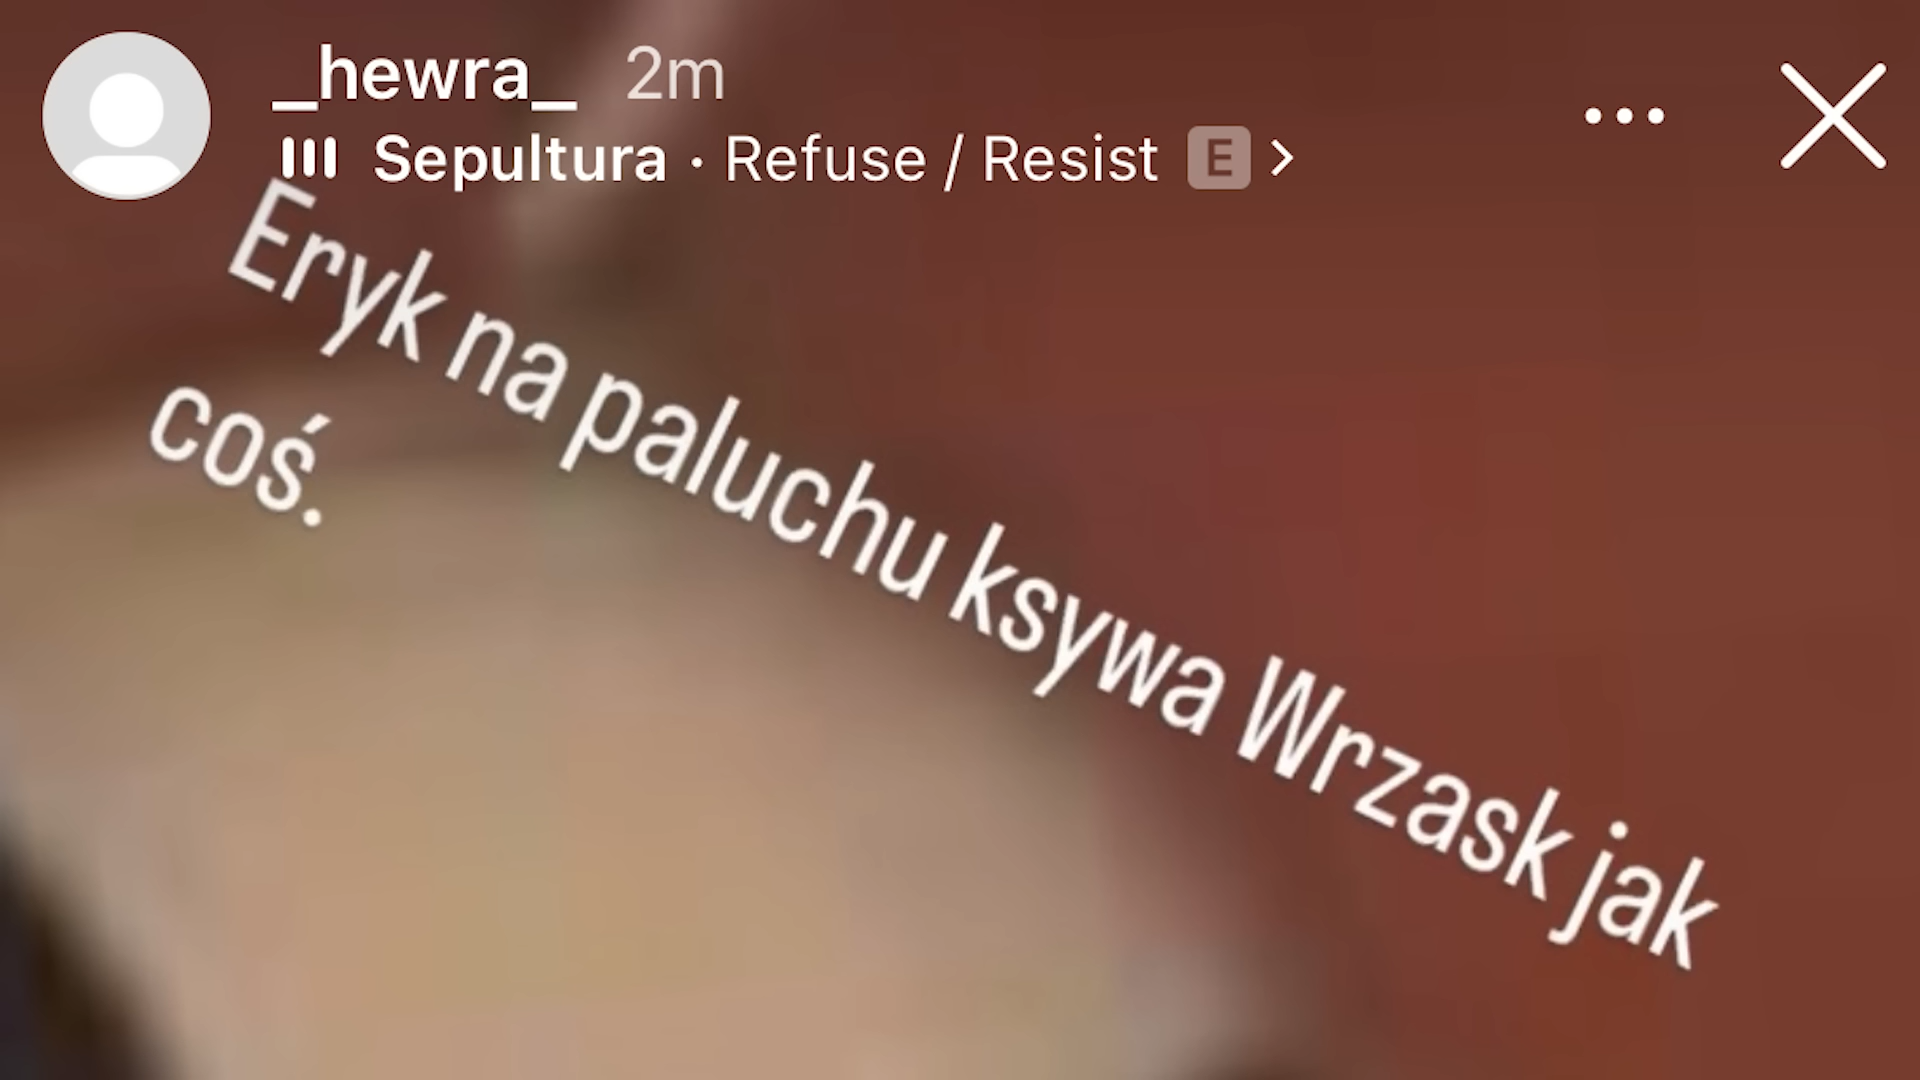 _hewra_ 2m
Sepultura · Refuse / Resist E
Eryk na paluchu ksywa Wrzask jak
coś.